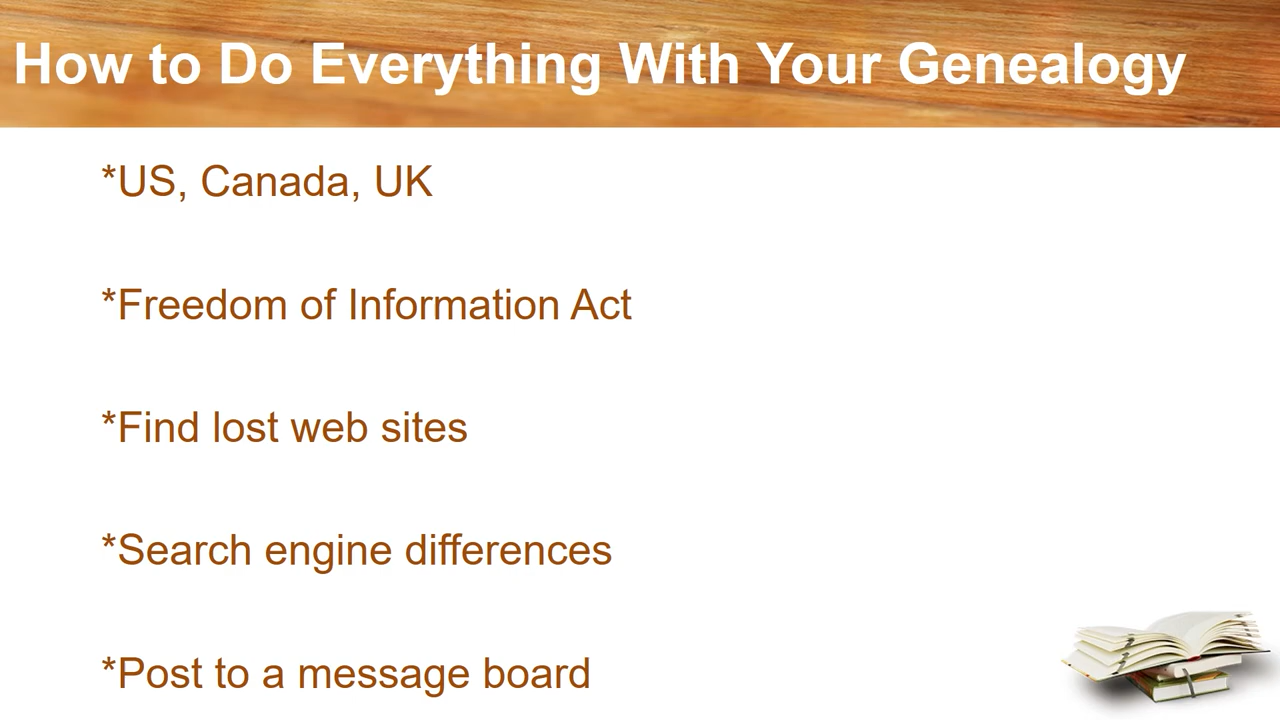 How to Do Everything With Your Genealogy
*US, Canada, UK
*Freedom of Information Act
*Find lost web sites
*Search engine differences
*Post to a message board